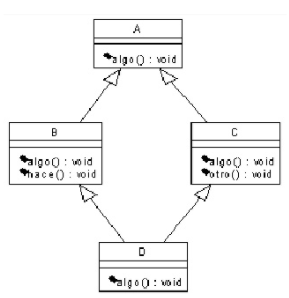 A
algo() : void
B
algo() : void
hace() : void
C
algo() : void
otro() : void
D
algo() : void